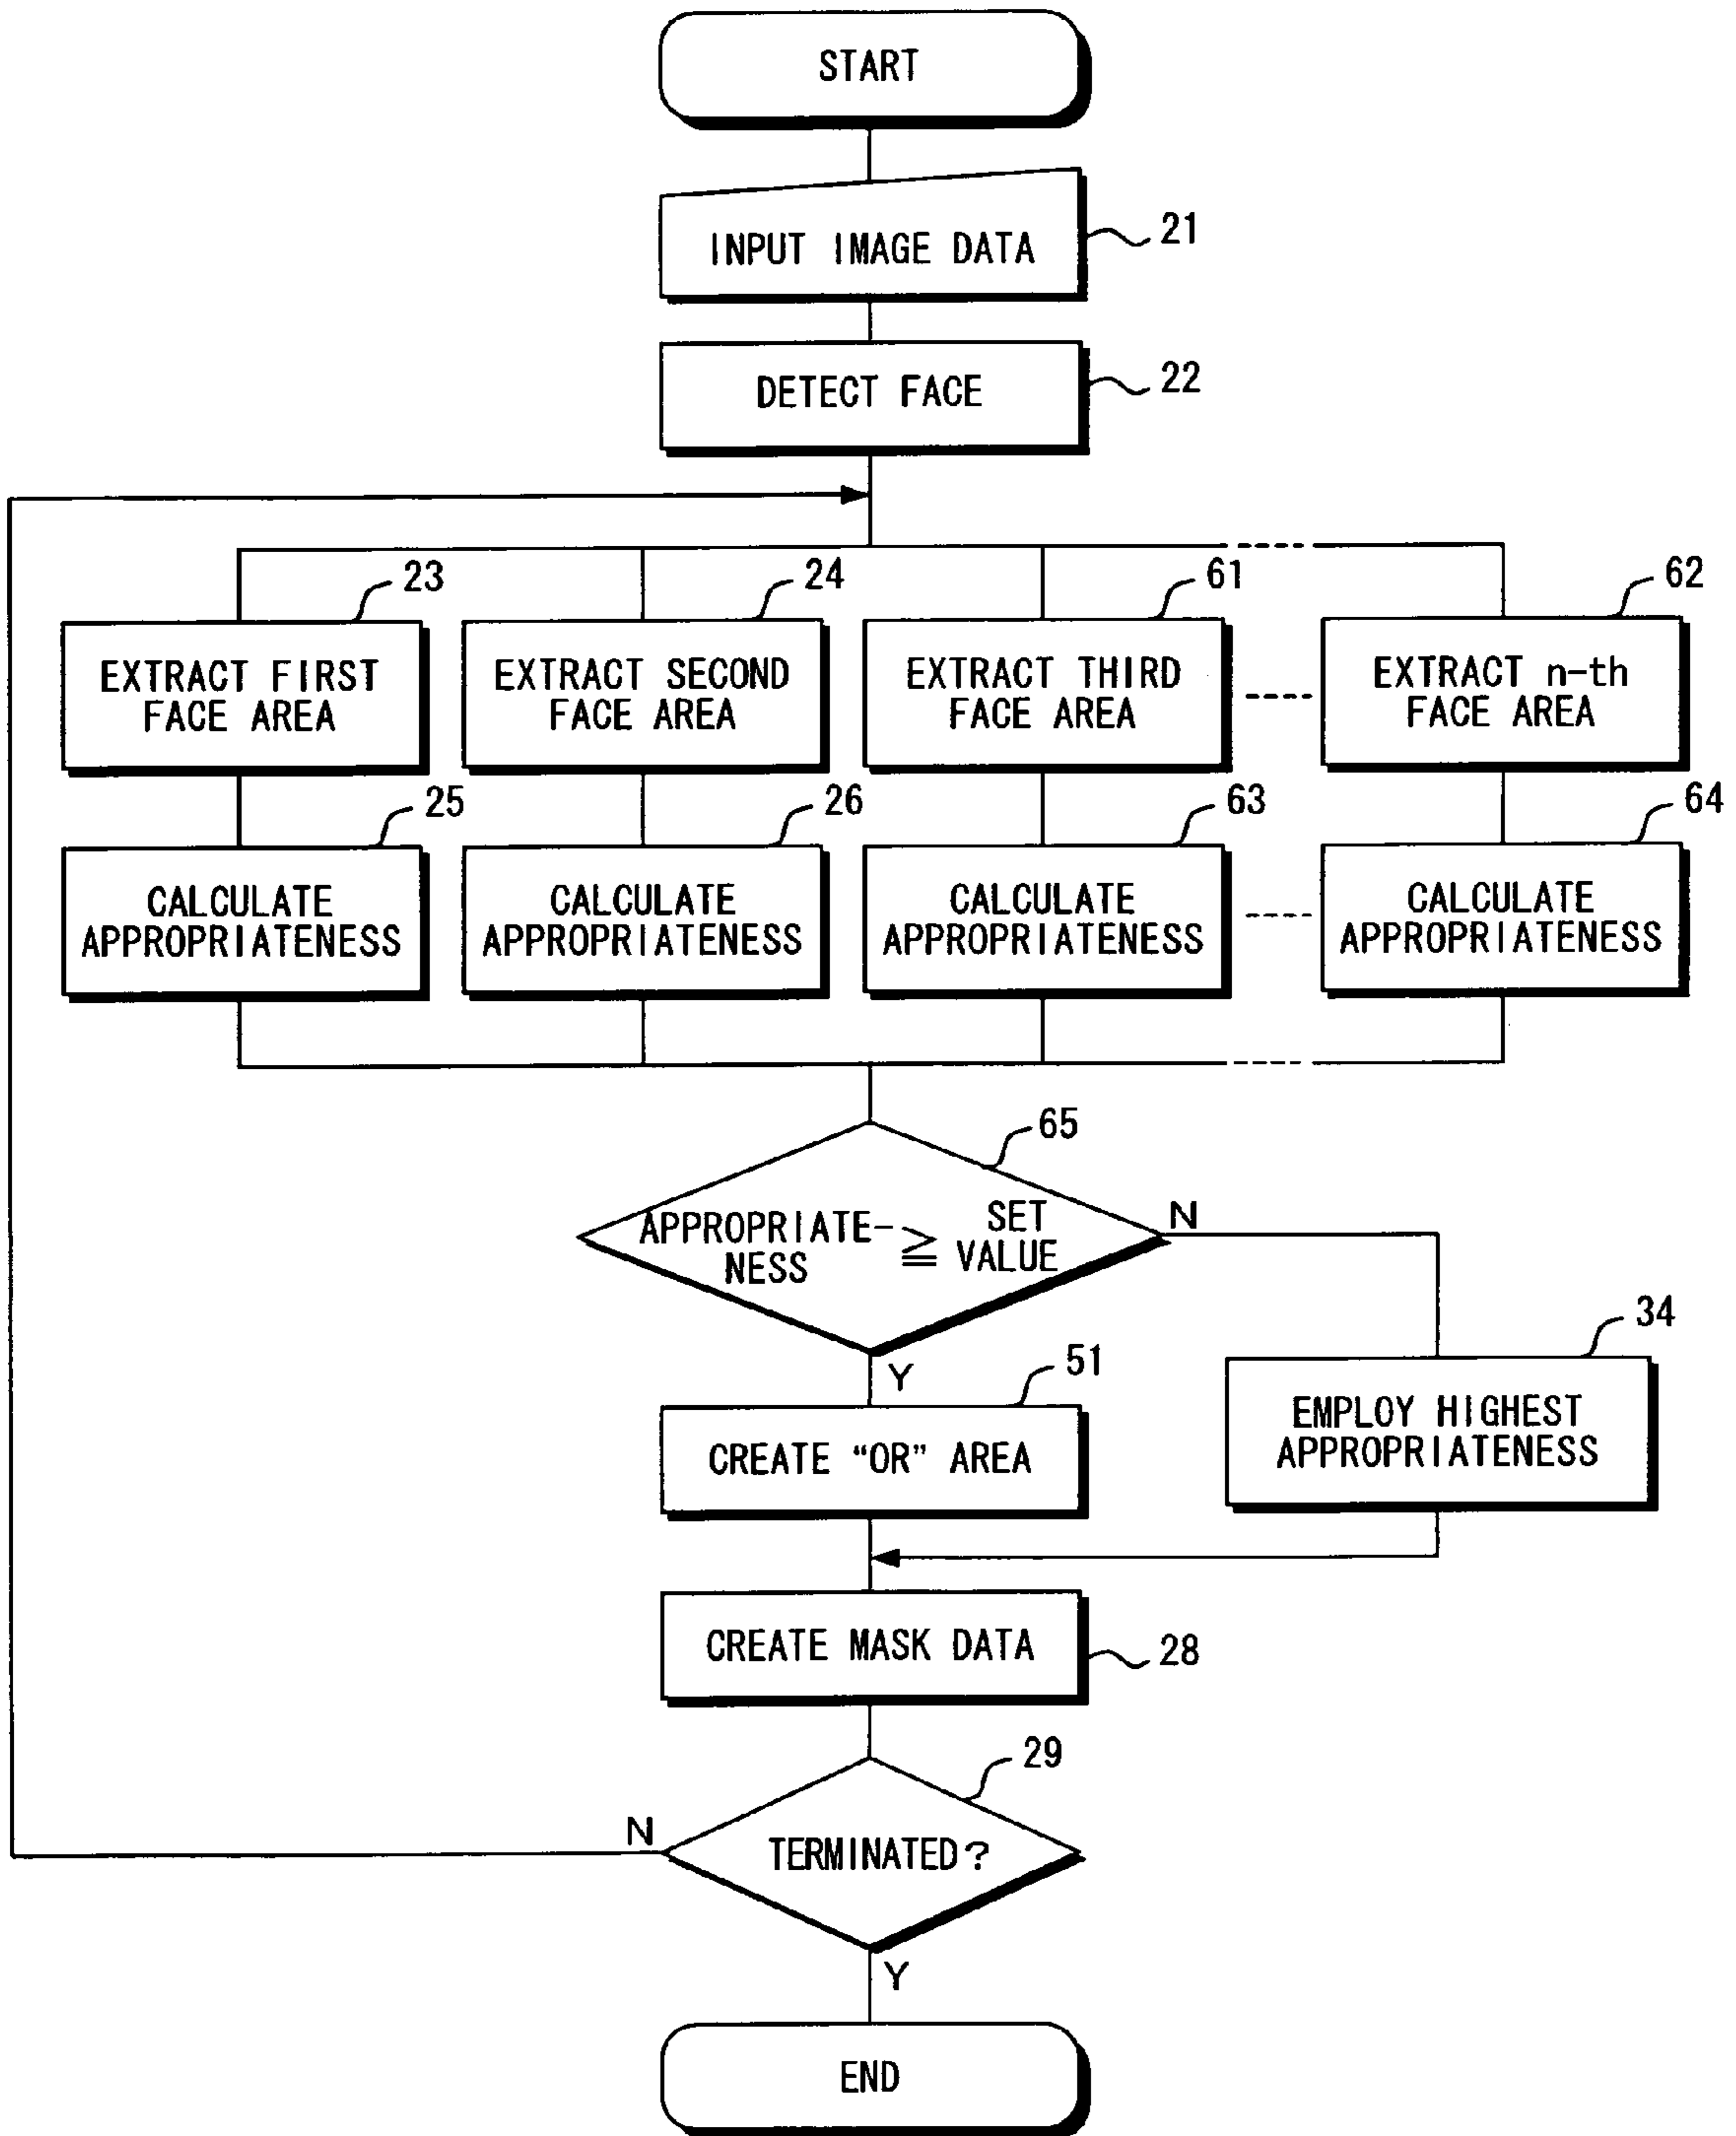 START
INPUT IMAGE DATA
21
DETECT FACE
22
23
24
61
62
EXTRACT FIRST
FACE AREA
EXTRACT SECOND
FACE AREA
EXTRACT THIRD
FACE AREA
EXTRACT n-th
FACE AREA
25
26
63
64
CALCULATE
APPROPRIATENESS
CALCULATE
APPROPRIATENESS
CALCULATE
APPROPRIATENESS
CALCULATE
APPROPRIATENESS
65
APPROPRIATE-
NESS
≧
SET
VALUE
N
Y
51
34
CREATE “OR” AREA
EMPLOY HIGHEST
APPROPRIATENESS
CREATE MASK DATA
28
29
N
TERMINATED?
Y
END